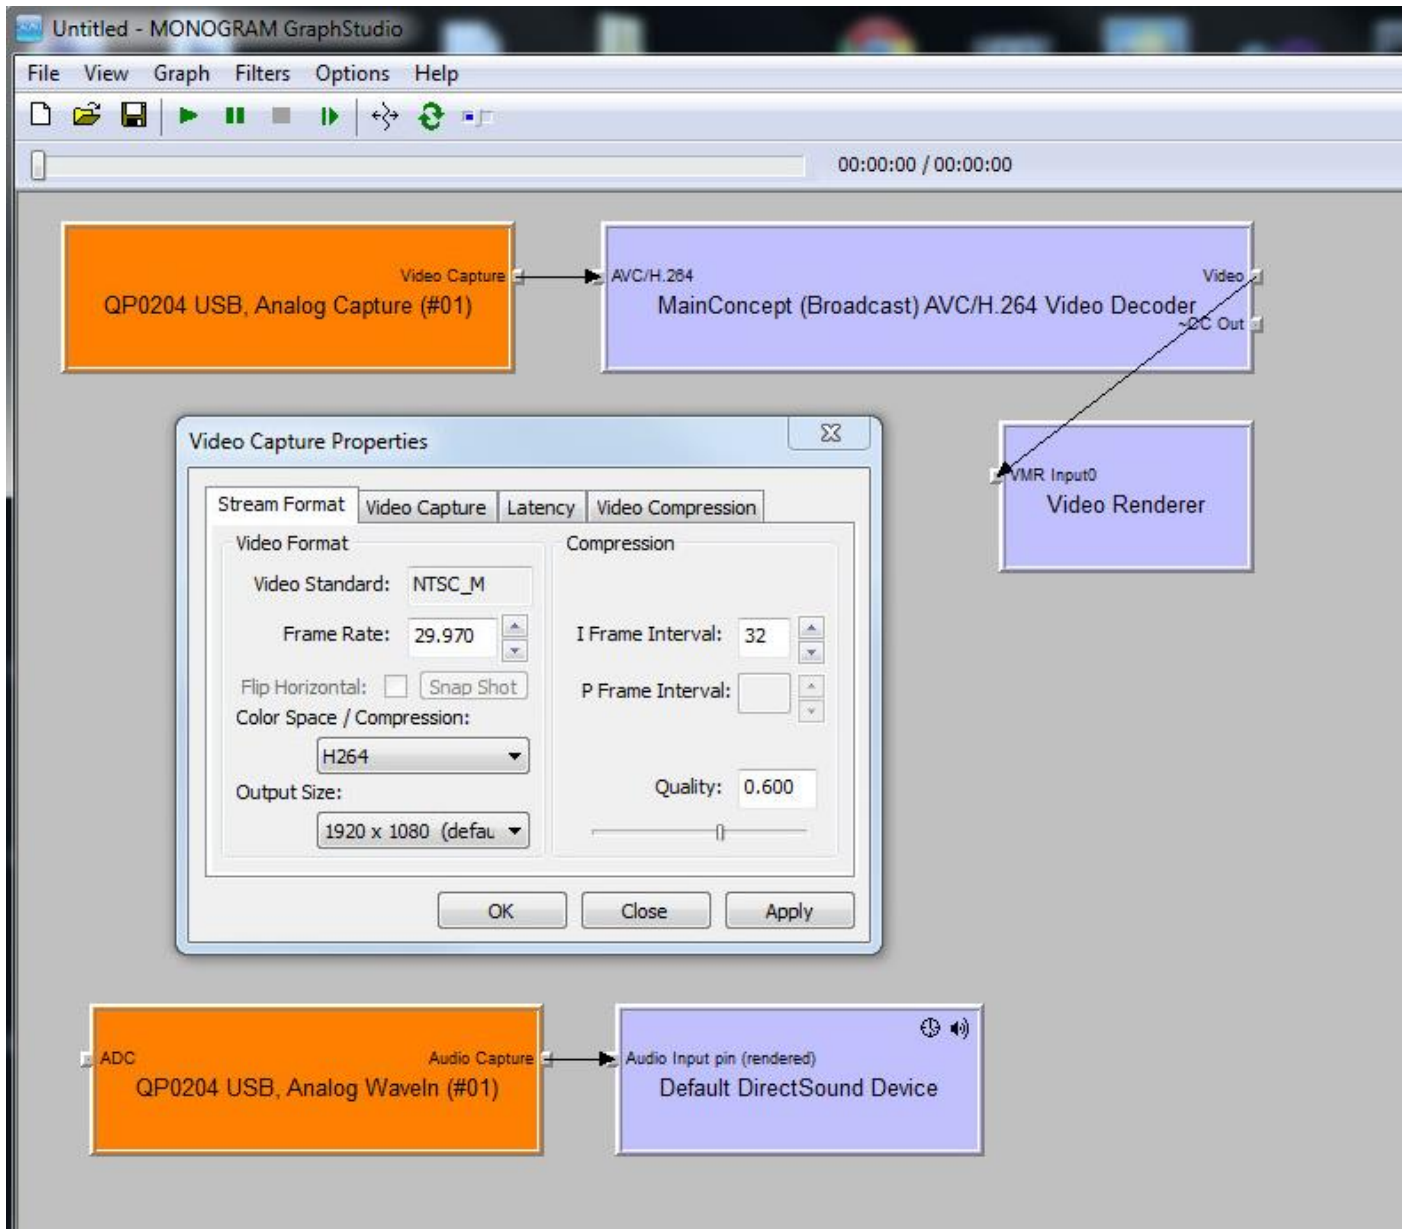 Untitled - MONOGRAM GraphStudio
File View Graph Filters Options Help
00:00:00 / 00:00:00
Video Capture
QP0204 USB, Analog Capture (#01)
AVC/H.264
Video
MainConcept (Broadcast) AVC/H.264 Video Decoder
~CC Out
VMR Input0
Video Renderer
Video Capture Properties
Stream Format Video Capture Latency Video Compression
Video Format
Video Standard: NTSC_M
Frame Rate: 29.970
Flip Horizontal: Snap Shot
Color Space / Compression:
H264
Output Size:
1920 x 1080 (defau
Compression
I Frame Interval: 32
P Frame Interval:
Quality: 0.600
OK Close Apply
ADC
Audio Capture
QP0204 USB, Analog WaveIn (#01)
Audio Input pin (rendered)
Default DirectSound Device